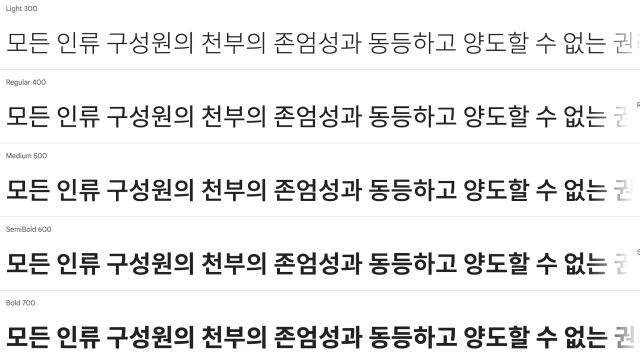 Light 300
모든 인류 구성원의 천부의 존엄성과 동등하고 양도할 수 없는 권
Regular 400
모든 인류 구성원의 천부의 존엄성과 동등하고 양도할 수 없는 권
Medium 500
모든 인류 구성원의 천부의 존엄성과 동등하고 양도할 수 없는 권
SemiBold 600
모든 인류 구성원의 천부의 존엄성과 동등하고 양도할 수 없는 권
Bold 700
모든 인류 구성원의 천부의 존엄성과 동등하고 양도할 수 없는 권